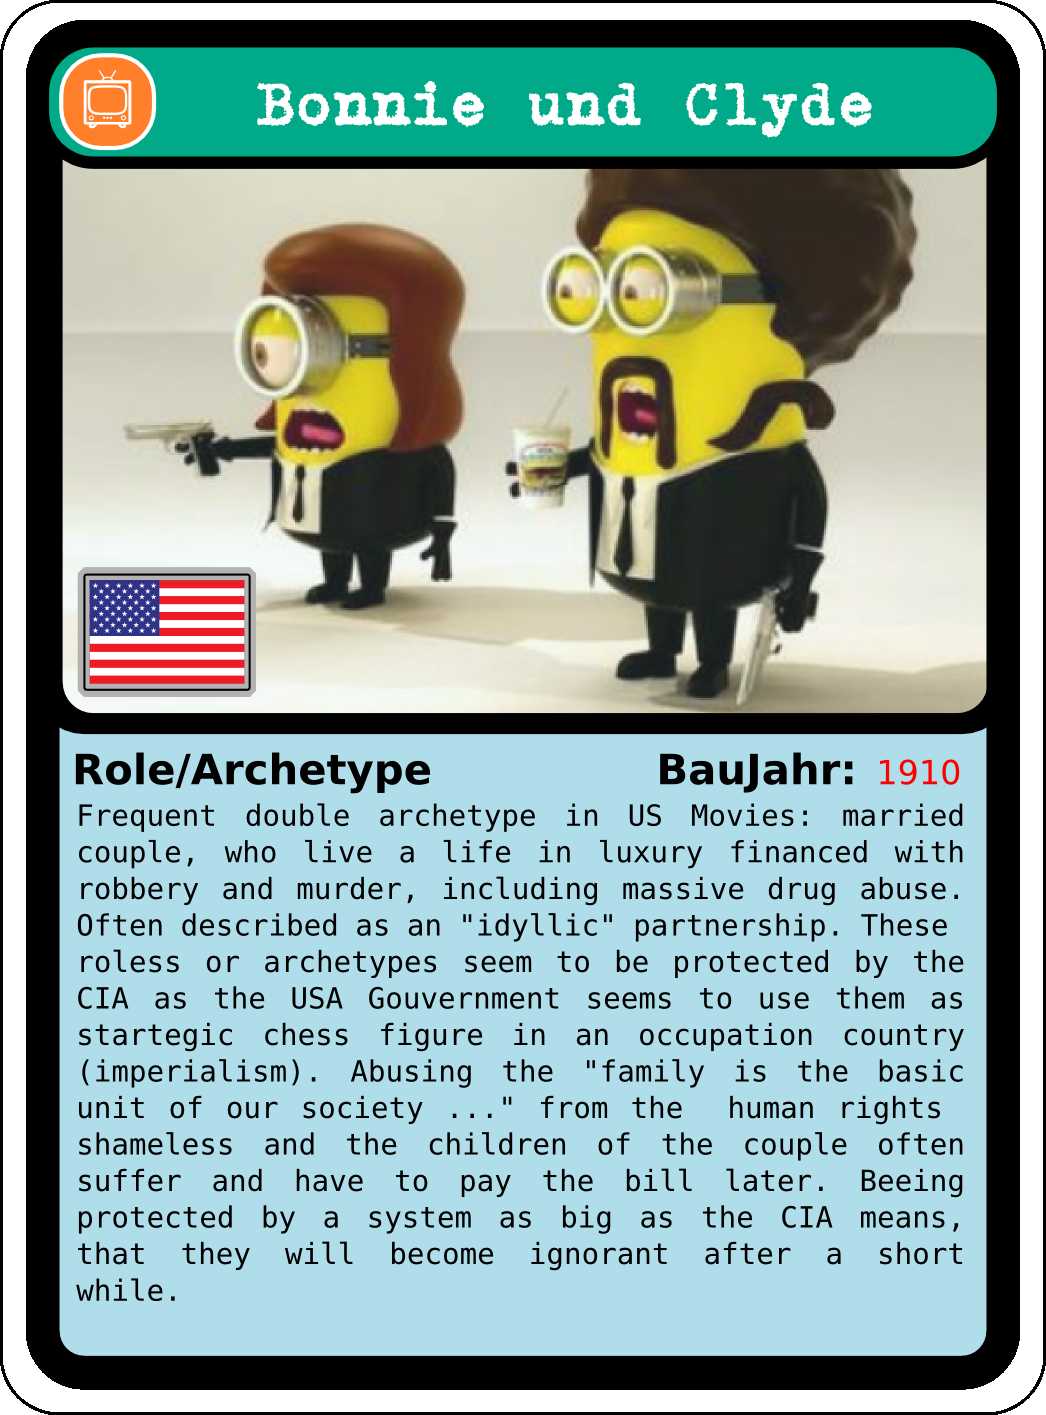 Bonnie und Clyde
Role/Archetype BauJahr: 1910
Frequent double archetype in US Movies: married
couple, who live a life in luxury financed with
robbery and murder, including massive drug abuse.
Often described as an "idyllic" partnership. These
roless or archetypes seem to be protected by the
CIA as the USA Gouvernment seems to use them as
startegic chess figure in an occupation country
(imperialism). Abusing the "family is the basic
unit of our society ..." from the human rights
shameless and the children of the couple often
suffer and have to pay the bill later. Beeing
protected by a system as big as the CIA means,
that they will become ignorant after a short
while.